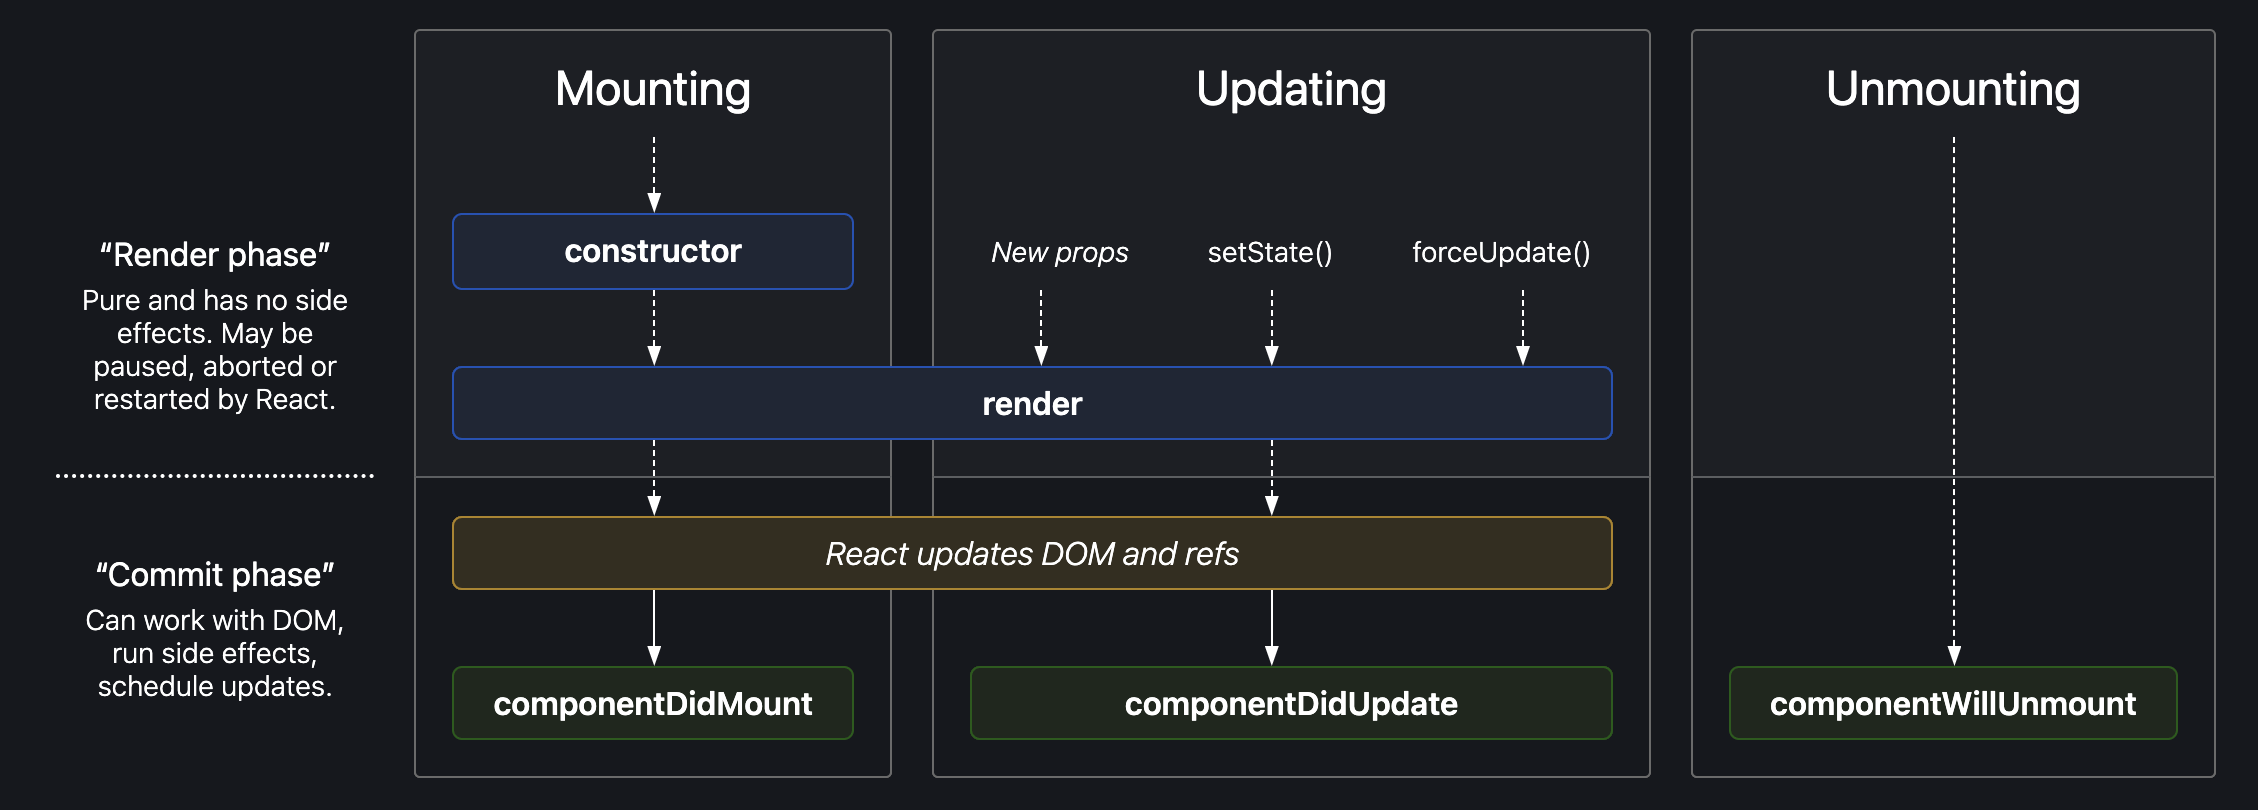 Mounting
Updating
Unmounting
“Render phase”
Pure and has no side
effects. May be
paused, aborted or
restarted by React.
constructor
New props
setState()
forceUpdate()
render
“Commit phase”
Can work with DOM,
run side effects,
schedule updates.
React updates DOM and refs
componentDidMount
componentDidUpdate
componentWillUnmount